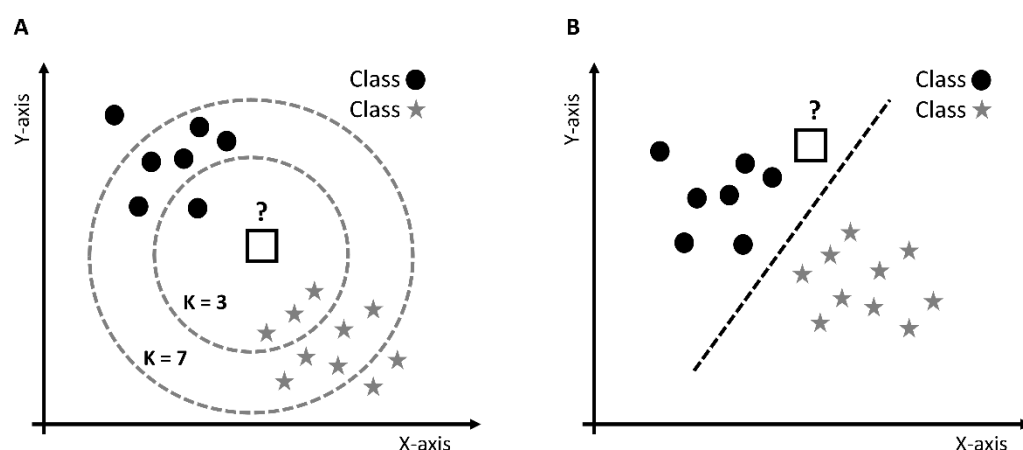 A
Y-axis
Class
Class
?
K = 3
K = 7
X-axis
B
Y-axis
Class
Class
?
X-axis